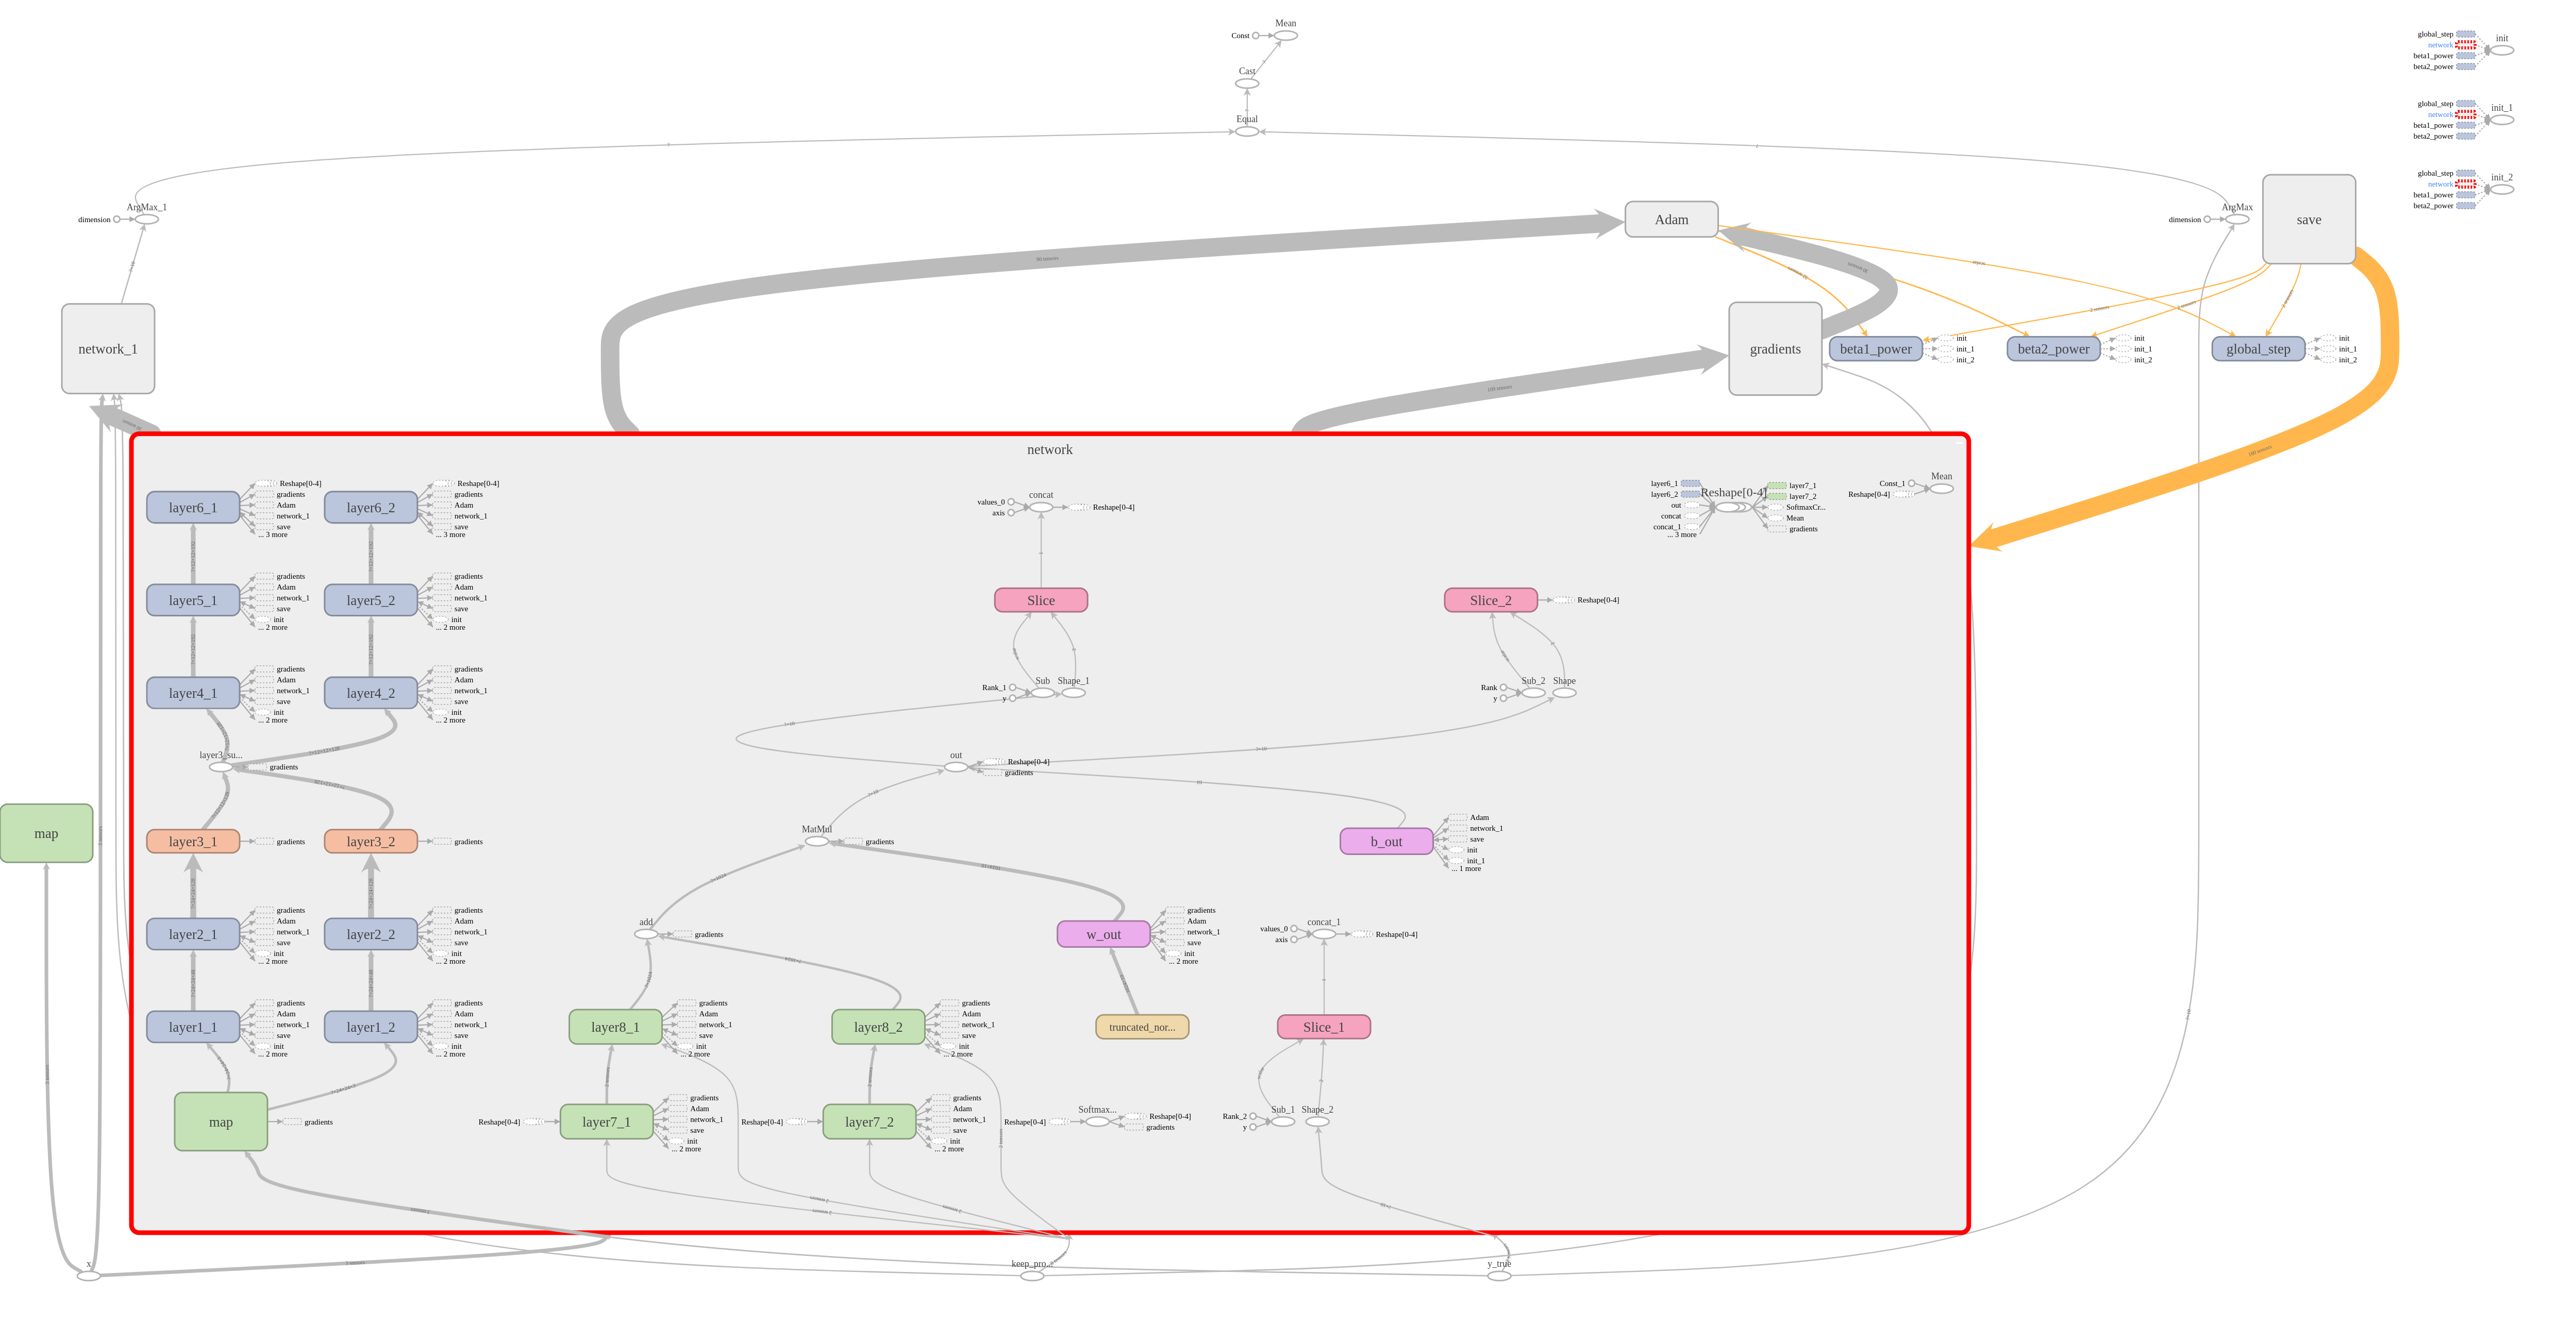 Mean
Const
Cast
Equal
global_step
init
network
beta1_power
beta2_power
global_step
init_1
network
beta1_power
beta2_power
global_step
init_2
network
beta1_power
beta2_power
ArgMax_1
dimension
Adam
ArgMax
dimension
save
network_1
gradients
beta1_power
init
init_1
init_2
beta2_power
init
init_1
init_2
global_step
init
init_1
init_2
network
layer6_1
Reshape[0-4]
gradients
Adam
network_1
save
... 3 more
layer6_2
Reshape[0-4]
gradients
Adam
network_1
save
... 3 more
concat
values_0
axis
Reshape[0-4]
layer6_1
layer6_2
out
concat
concat_1
... 3 more
Reshape[0-4]
layer7_1
layer7_2
SoftmaxCr...
Mean
gradients
Mean
Const_1
Reshape[0-4]
layer5_1
gradients
Adam
network_1
save
init
... 2 more
layer5_2
gradients
Adam
network_1
save
init
... 2 more
Slice
Slice_2
Reshape[0-4]
layer4_1
gradients
Adam
network_1
save
init
... 2 more
layer4_2
gradients
Adam
network_1
save
init
... 2 more
Rank_1
y
Sub
Shape_1
Rank
y
Sub_2
Shape
layer3_su...
gradients
out
Reshape[0-4]
gradients
map
layer3_1
gradients
layer3_2
gradients
MatMul
gradients
b_out
Adam
network_1
save
init
init_1
... 1 more
layer2_1
gradients
Adam
network_1
save
init
... 2 more
layer2_2
gradients
Adam
network_1
save
init
... 2 more
add
gradients
w_out
gradients
Adam
network_1
save
init
... 2 more
concat_1
values_0
axis
Reshape[0-4]
layer1_1
gradients
Adam
network_1
save
init
... 2 more
layer1_2
gradients
Adam
network_1
save
init
... 2 more
layer8_1
gradients
Adam
network_1
save
init
... 2 more
layer8_2
gradients
Adam
network_1
save
init
... 2 more
truncated_nor...
Slice_1
map
gradients
Reshape[0-4]
layer7_1
gradients
Adam
network_1
save
init
... 2 more
Reshape[0-4]
layer7_2
gradients
Adam
network_1
save
init
... 2 more
Reshape[0-4]
Softmax...
Reshape[0-4]
gradients
Rank_2
y
Sub_1
Shape_2
x
keep_pro...
y_true